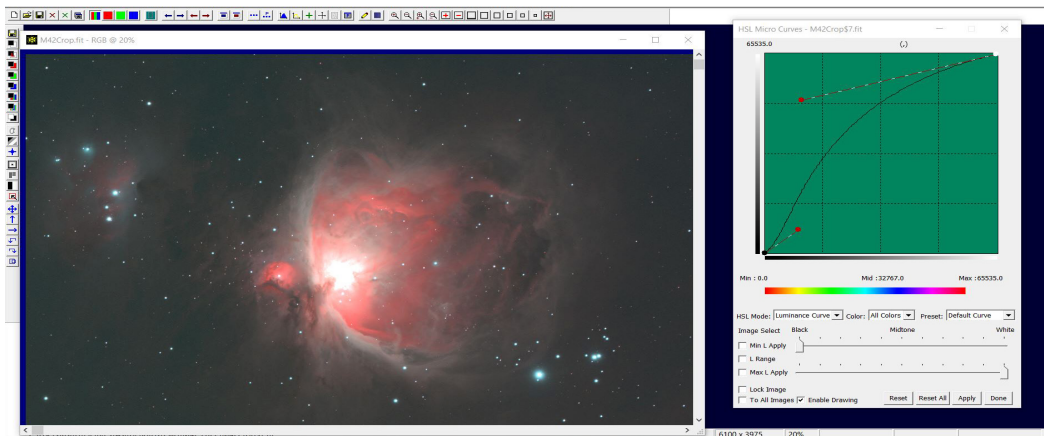 M42Crop.fit - RGB @ 20%
HSL Micro Curves - M42Crop$7.fit
65535.0 (,)
Min : 0.0 Mid :32767.0 Max :65535.0
HSL Mode: Luminance Curve Color: All Colors Preset: Default Curve
Image Select Black Midtone White
Min L Apply
L Range
Max L Apply
Lock Image
To All Images Enable Drawing Reset Reset All Apply Done
6100 x 3975 20%